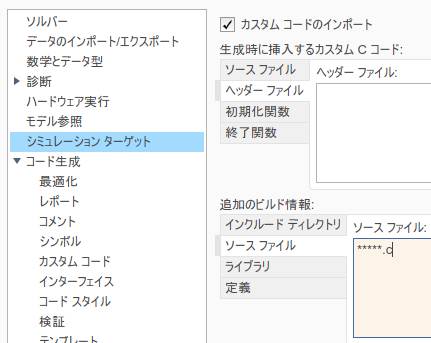 ソルバー
データのインポート/エクスポート
数学とデータ型
診断
ハードウェア実行
モデル参照
シミュレーション ターゲット
コード生成
最適化
レポート
コメント
シンボル
カスタム コード
インターフェイス
コード スタイル
検証
テンプレート
カスタム コードのインポート
生成時に挿入するカスタム C コード:
ソース ファイル
ヘッダー ファイル
初期化関数
終了関数
ヘッダー ファイル:
追加のビルド情報:
インクルード ディレクトリ
ソース ファイル
ライブラリ
定義
ソース ファイル:
*****.c